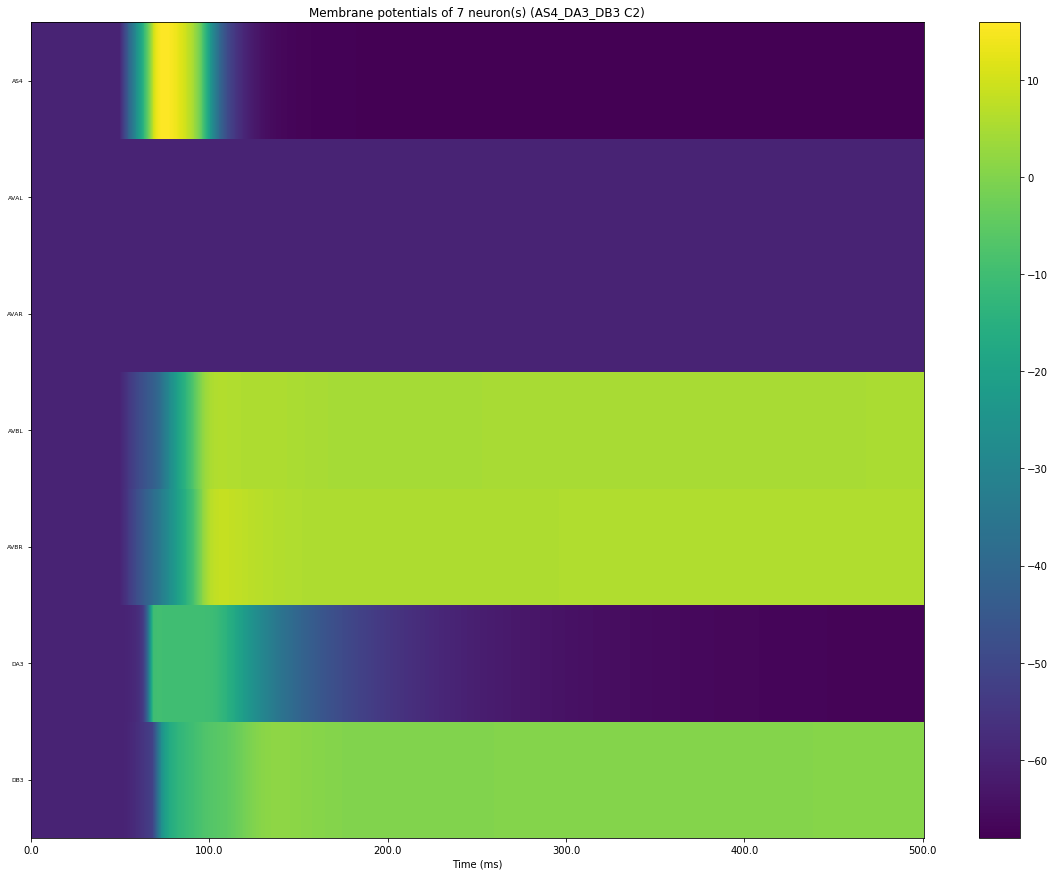 Membrane potentials of 7 neuron(s) (AS4_DA3_DB3 C2)
AS4
AVAL
AVAR
AVBL
AVBR
DA3
DB3
0.0 100.0 200.0 300.0 400.0 500.0
Time (ms)
10
0
−10
−20
−30
−40
−50
−60